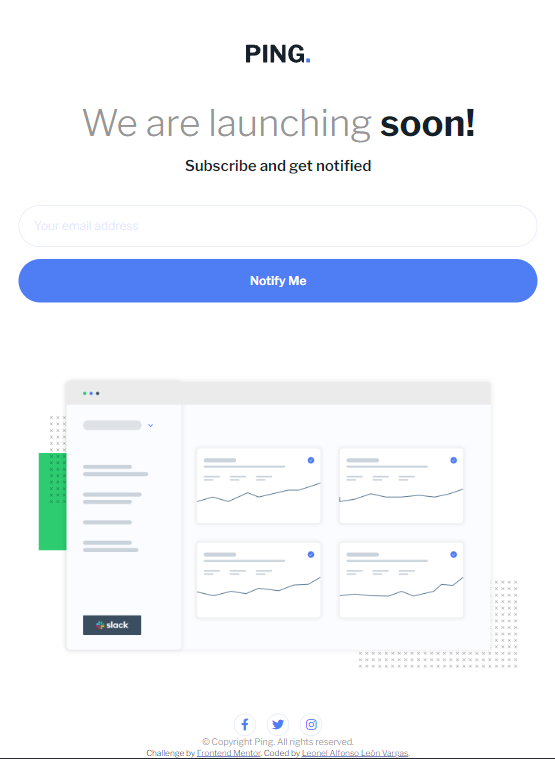 PING.
We are launching soon!
Subscribe and get notified
Your email address
Notify Me
slack
© Copyright Ping. All rights reserved.
Challenge by Frontend Mentor. Coded by Leonel Alfonso León Vargas.